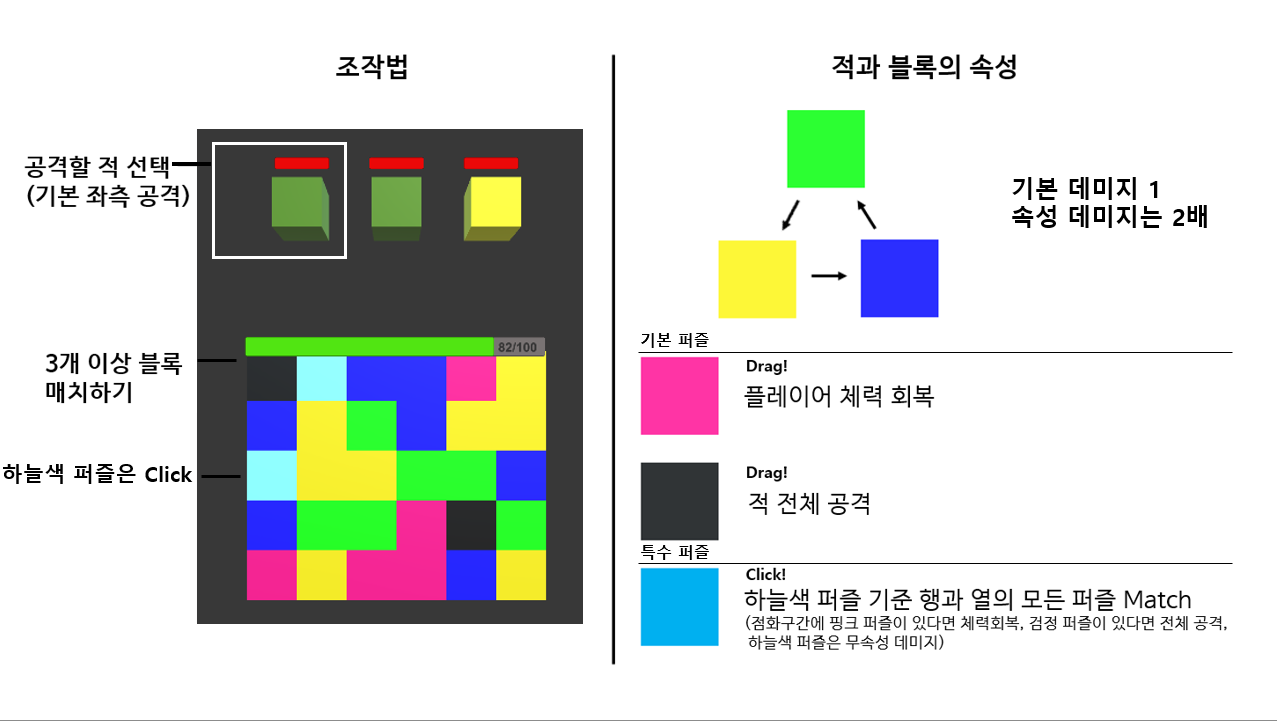 조작법
공격할 적 선택
(기본 좌측 공격)
82/100
3개 이상 블록
매치하기
하늘색 퍼즐은 Click
적과 블록의 속성
기본 데미지 1
속성 데미지는 2배
기본 퍼즐
Drag!
플레이어 체력 회복
Drag!
적 전체 공격
특수 퍼즐
Click!
하늘색 퍼즐 기준 행과 열의 모든 퍼즐 Match
(점화구간에 핑크 퍼즐이 있다면 체력회복, 검정 퍼즐이 있다면 전체 공격,
하늘색 퍼즐은 무속성 데미지)